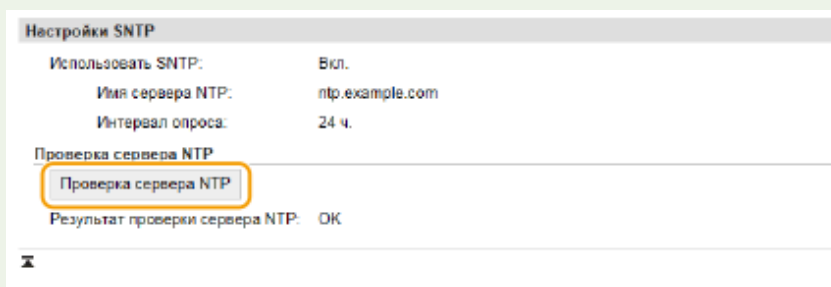 Настройки SNTP
Использовать SNTP: Вкл.
Имя сервера NTP: ntp.example.com
Интервал опроса: 24 ч.
Проверка сервера NTP
Проверка сервера NTP
Результат проверки сервера NTP: OK